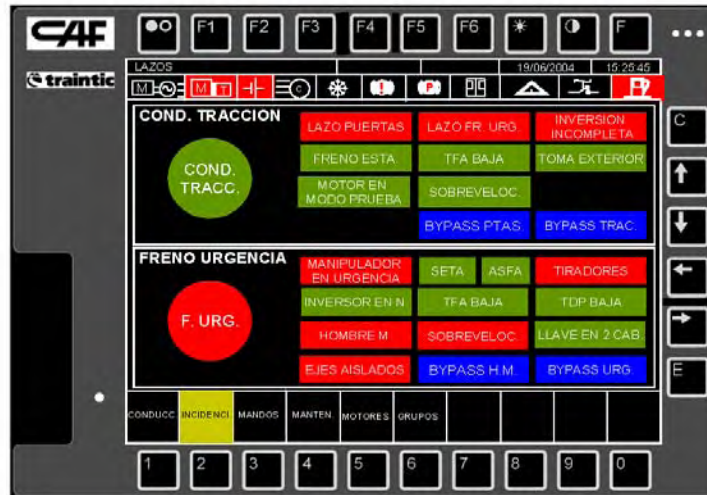 CAF
F1 F2 F3 F4 F5 F6 F
traintic
LAZOS 19/06/2004 15:25:45
M M T C P
COND. TRACCION
LAZO PUERTAS LAZO FR. URG. INVERSION
INCOMPLETA
COND.
TRACC.
FRENO ESTA. TFA BAJA TOMA EXTERIOR
MOTOR EN
MODO PRUEBA
SOBREVELOC.
BYPASS PTAS. BYPASS TRAC.
FRENO URGENCIA
MANIPULADOR
EN URGENCIA
SETA ASFA TIRADORES
F. URG.
INVERSOR EN N TFA BAJA TDP BAJA
HOMBRE M. SOBREVELOC. LLAVE EN 2 CAB.
EJES AISLADOS BYPASS H.M. BYPASS URG.
CONDUCC. INCIDENCI. MANDOS MANTEN. MOTORES GRUPOS
1 2 3 4 5 6 7 8 9 0
C
E